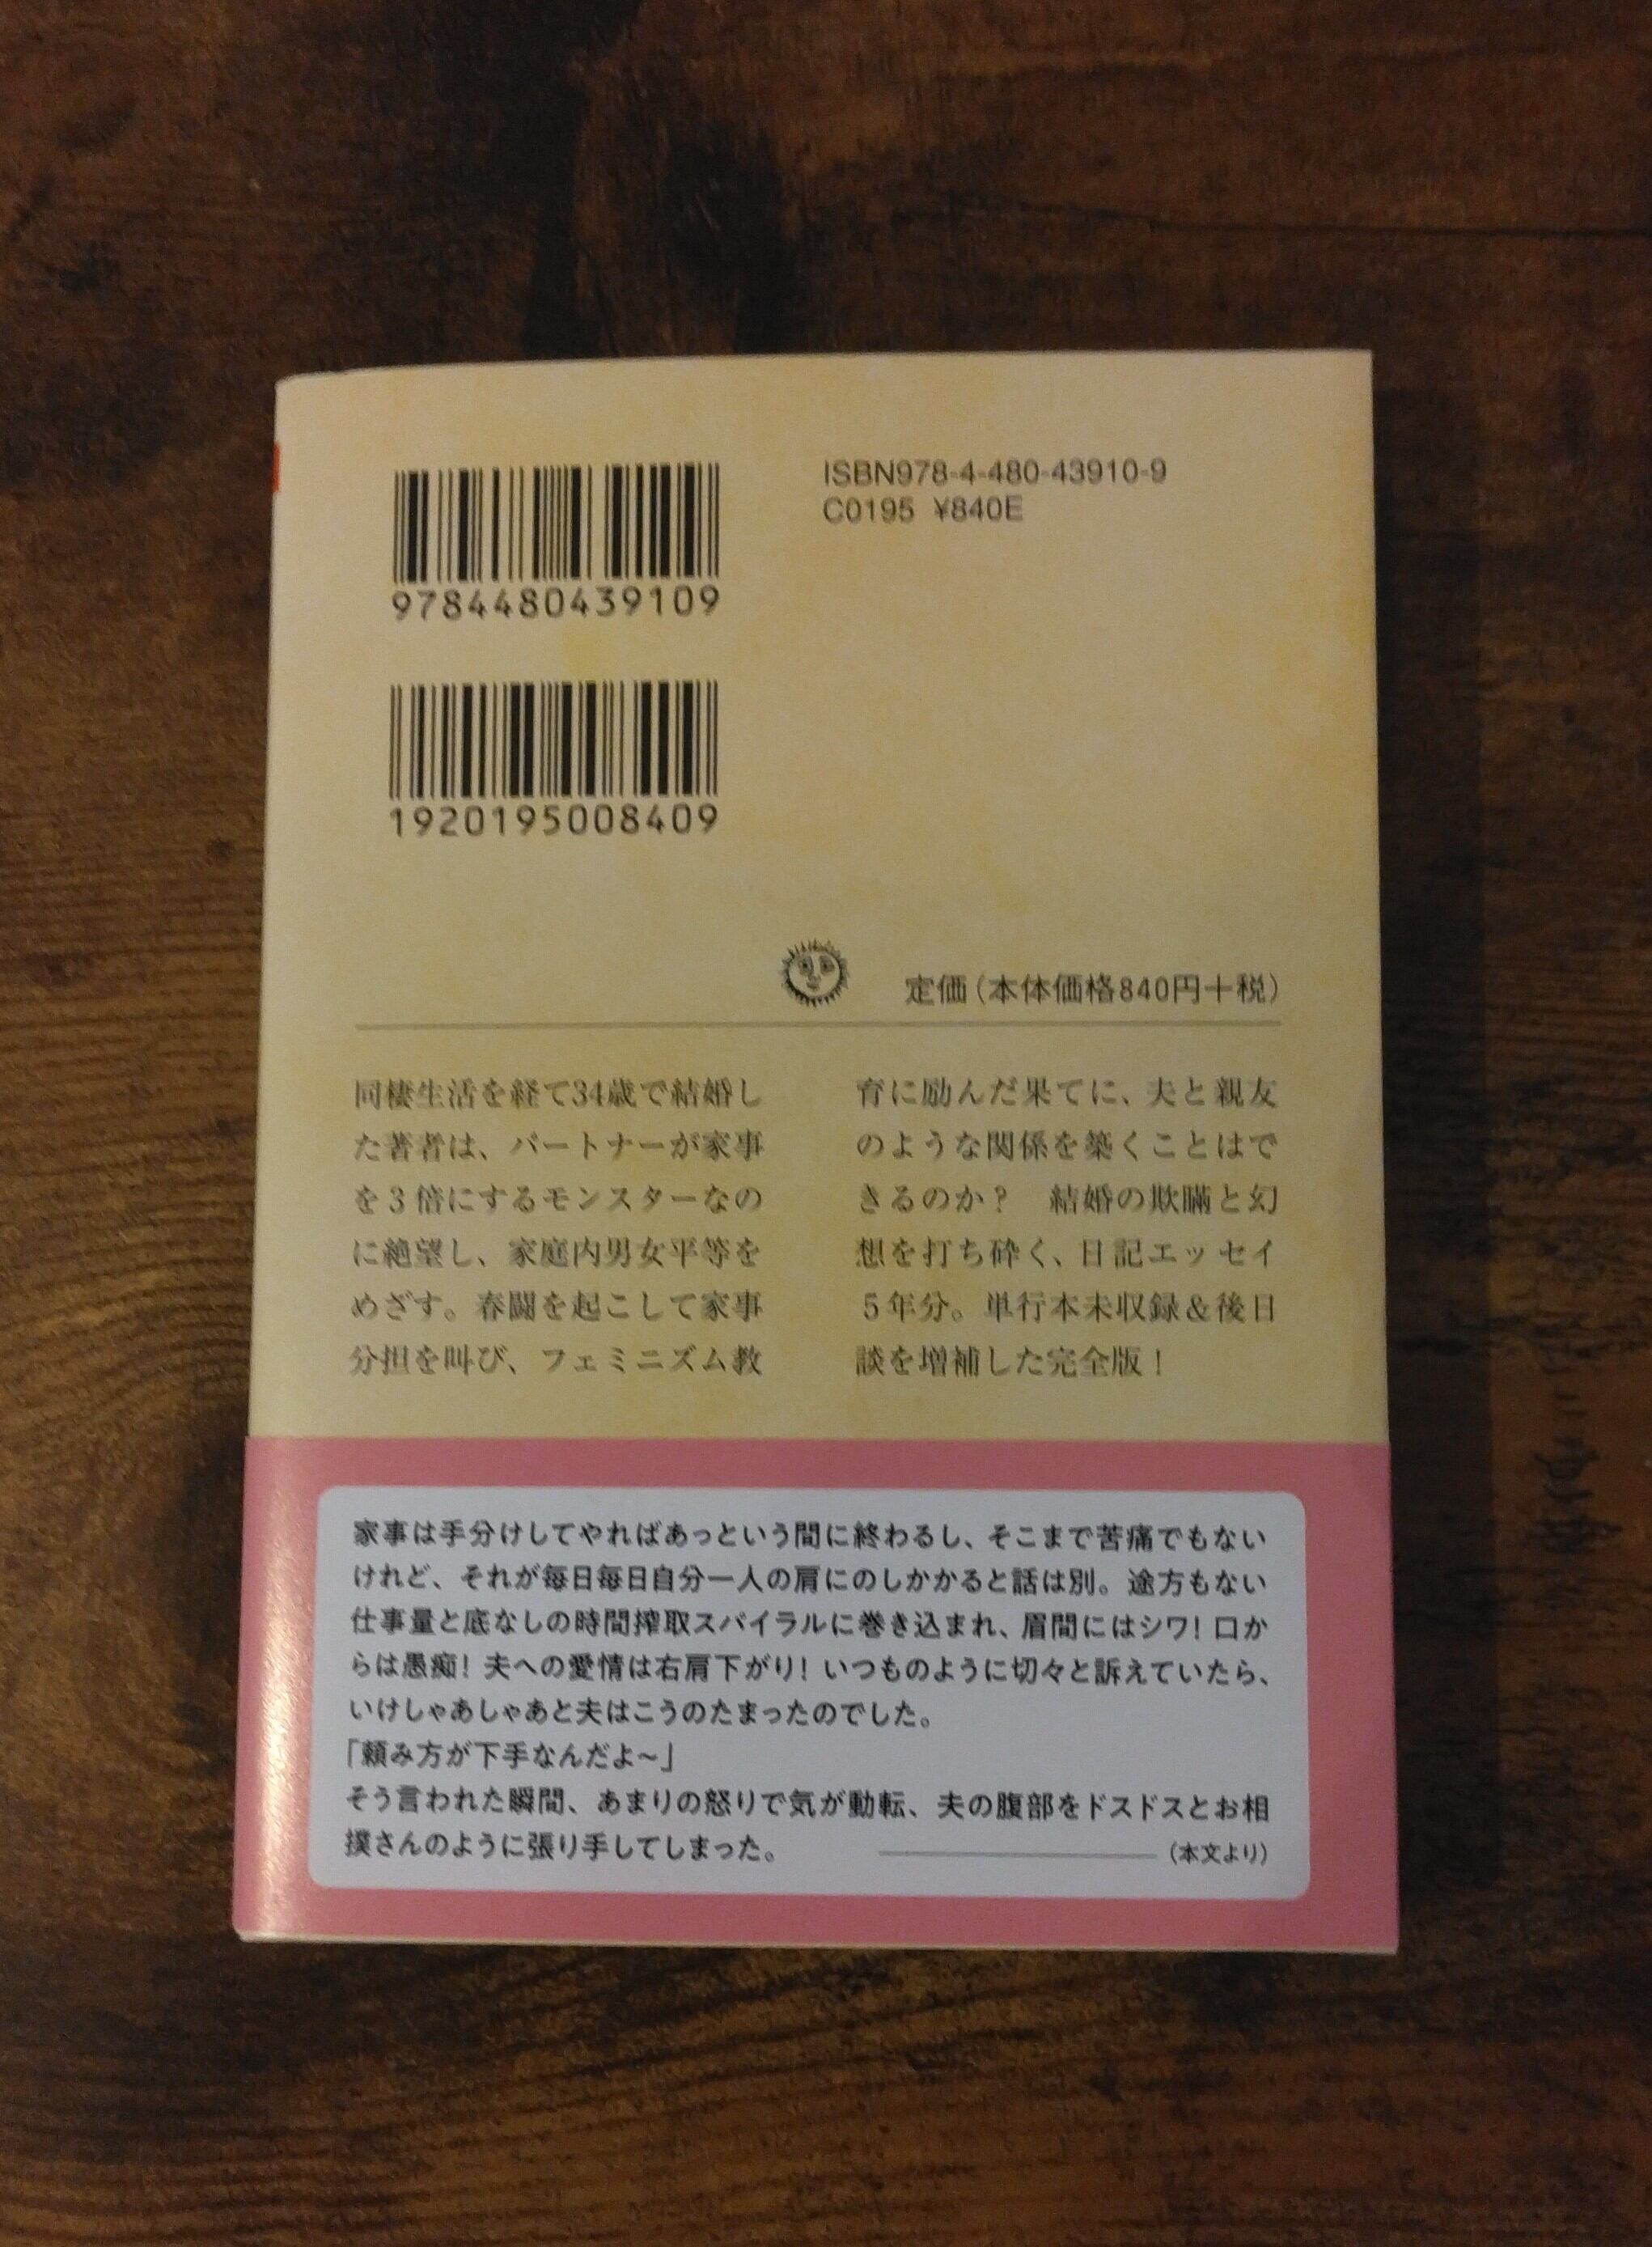 9784480439109
ISBN978-4-480-43910-9
C0195 ¥840E
1920195008409
定価(本体価格840円+税)
同棲生活を経て34歳で結婚し
た著者は、パートナーが家事
を3倍にするモンスターなの
に絶望し、家庭内男女平等を
めざす。春闘を起こして家事
分担を叫び、フェミニズム教
育に励んだ果てに、夫と親友
のような関係を築くことはで
きるのか? 結婚の欺瞞と幻
想を打ち砕く、日記エッセイ
5年分。単行本未収録&後日
談を増補した完全版!
家事は手分けしてやればあっという間に終わるし、そこまで苦痛でもない
けれど、それが毎日毎日自分一人の肩にのしかかると話は別。途方もない
仕事量と底なしの時間搾取スパイラルに巻き込まれ、眉間にはシワ!口か
らは愚痴!夫への愛情は右肩下がり!いつものように切々と訴えていたら、
いけしゃあしゃあと夫はこうのたまったのでした。
「頼み方が下手なんだよ~」
そう言われた瞬間、あまりの怒りで気が動転、夫の腹部をドスドスとお相
撲さんのように張り手してしまった。
(本文より)